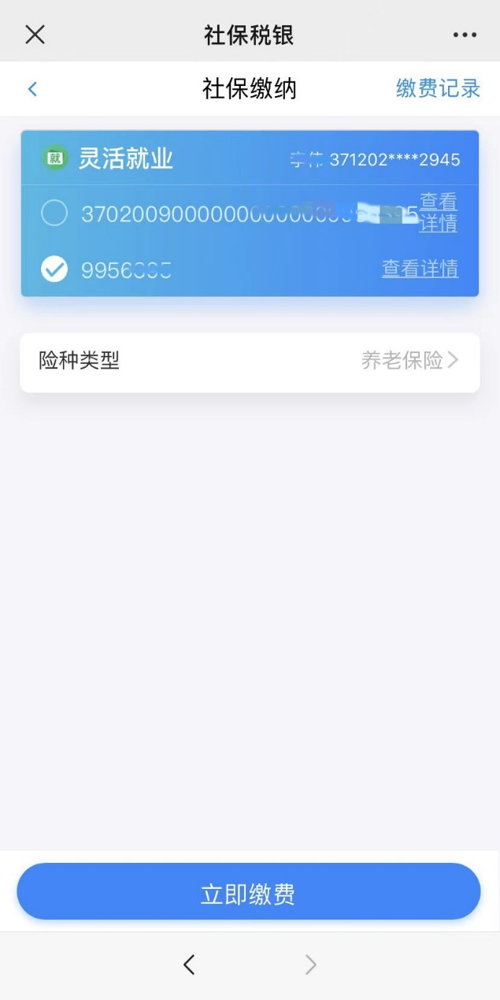 社保税银
社保缴纳
缴费记录
就 灵活就业
371202****2945
查看
详情
查看详情
险种类型
养老保险
立即缴费